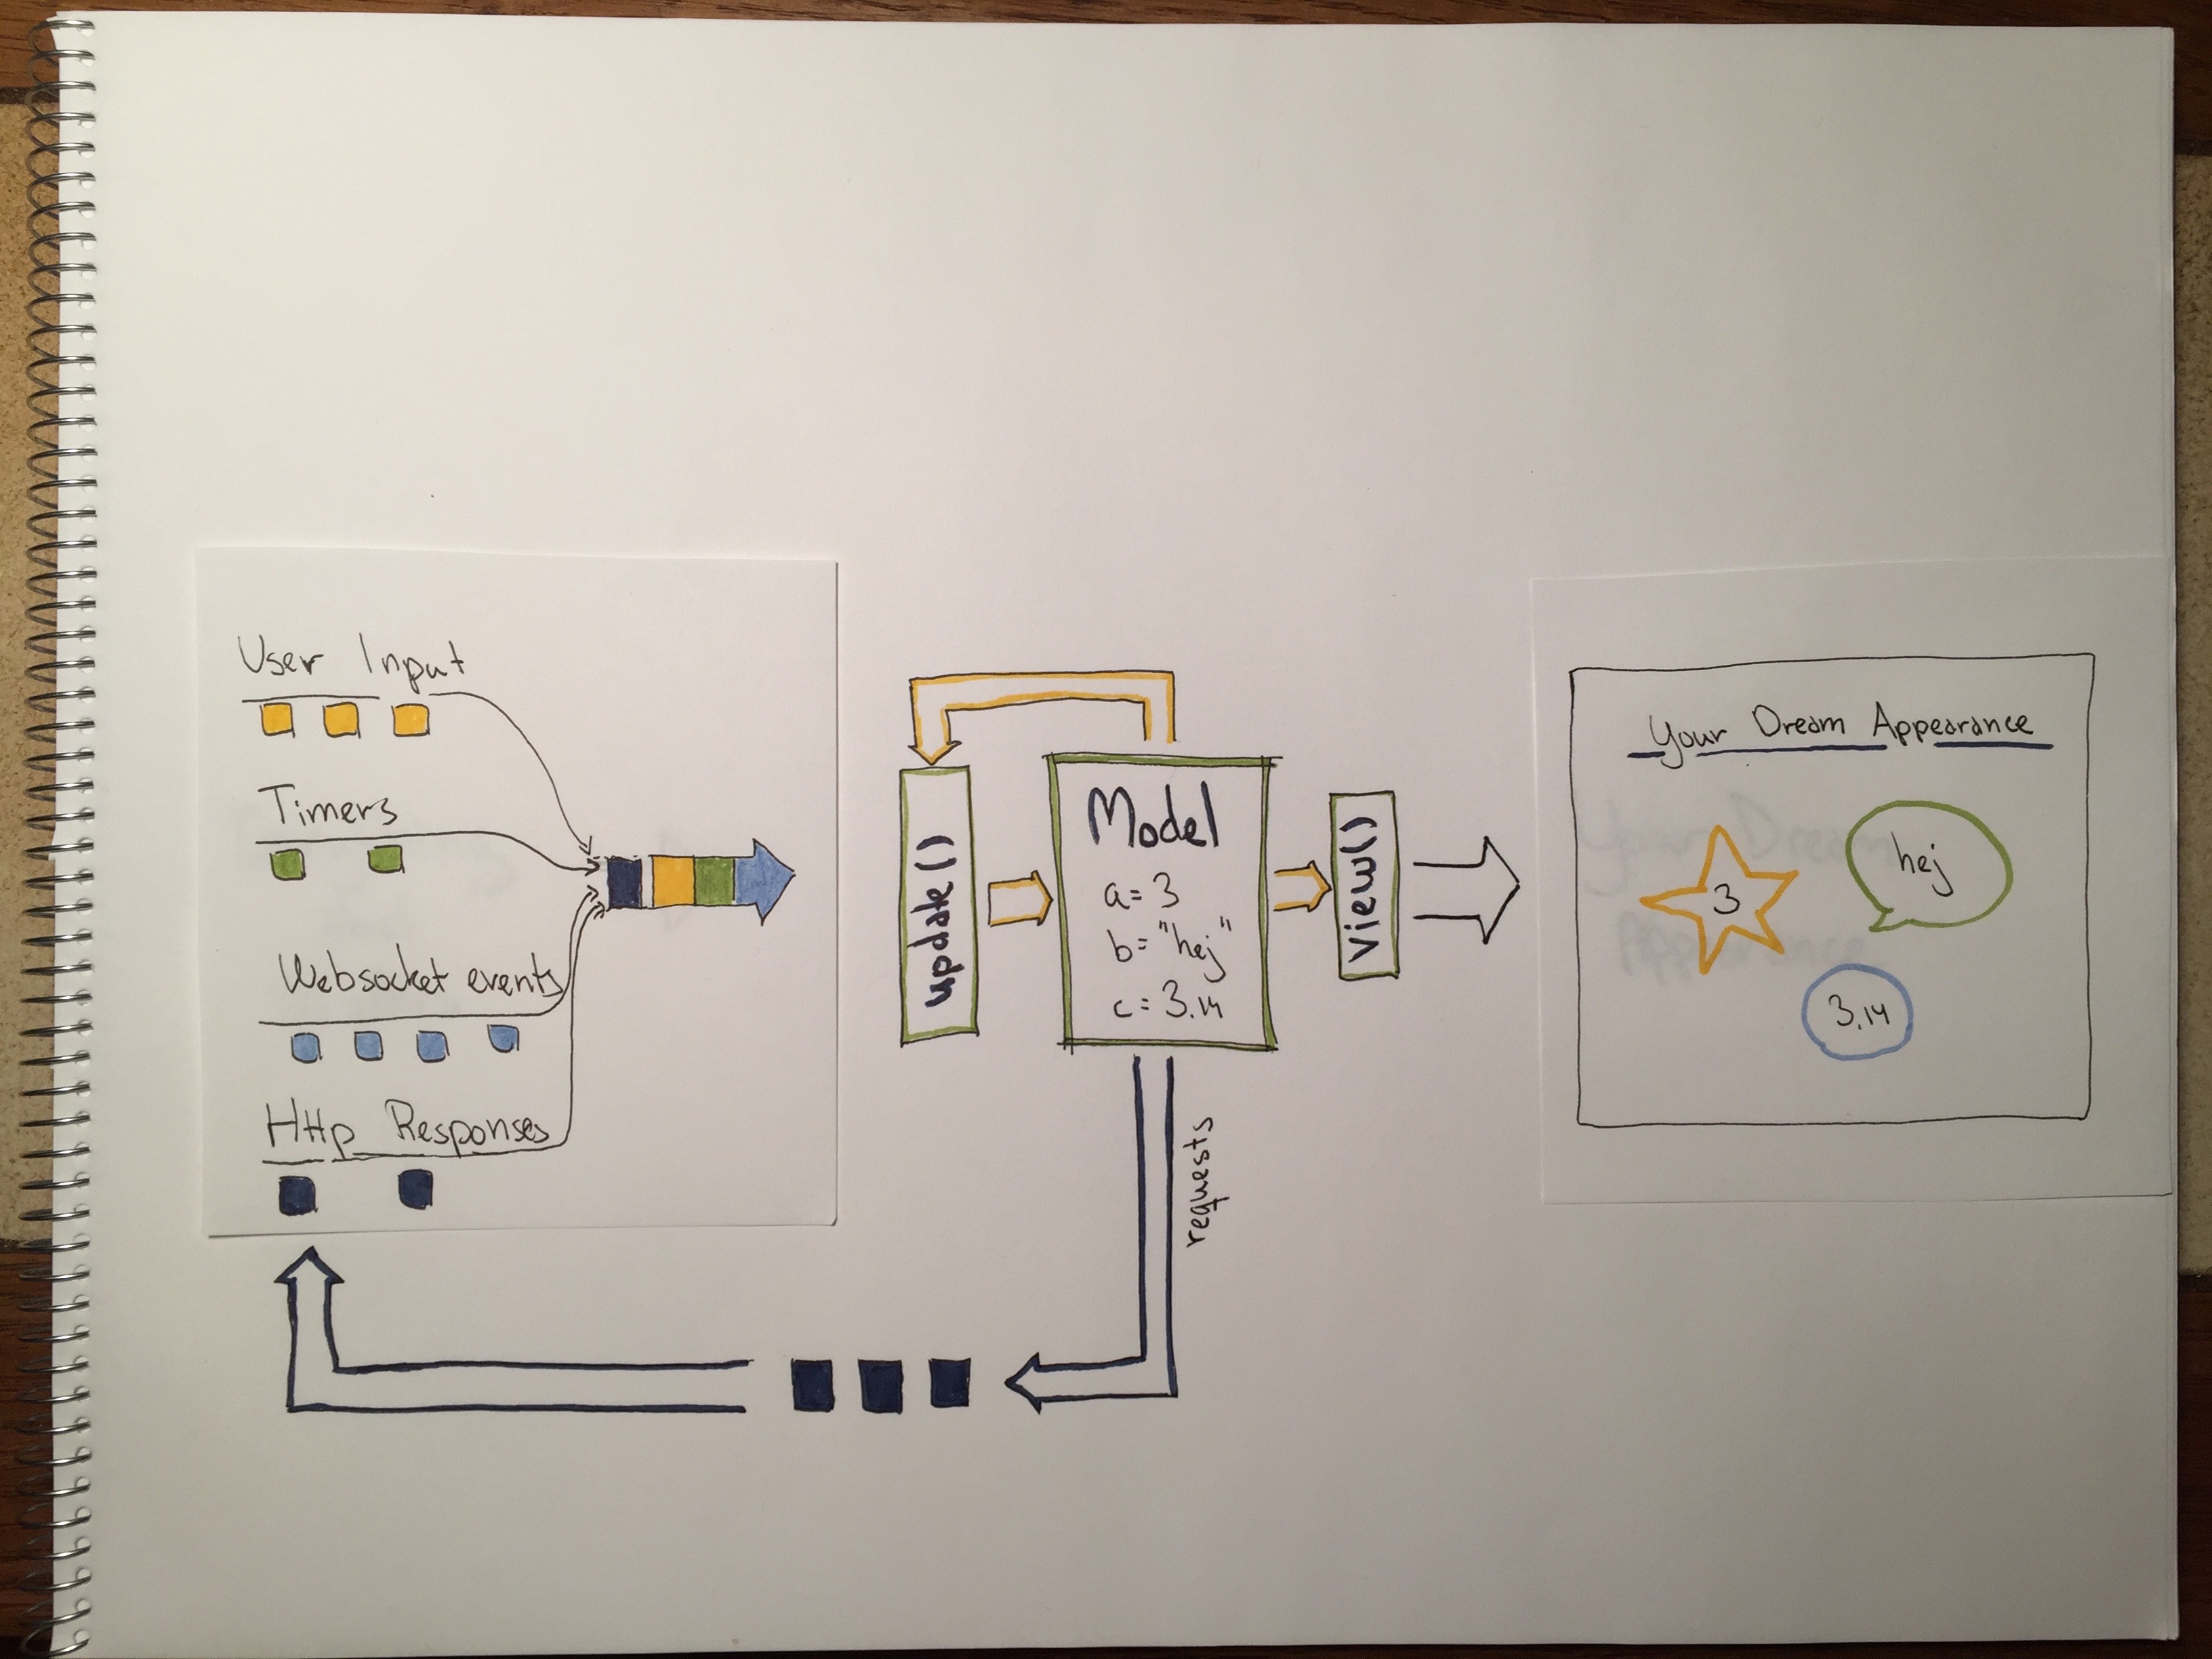 User Input
Timers
Websocket events
Http Responses
update()
Model
a = 3
b = "hej"
c = 3.14
requests
view()
Your Dream Appearance
3
hej
3.14